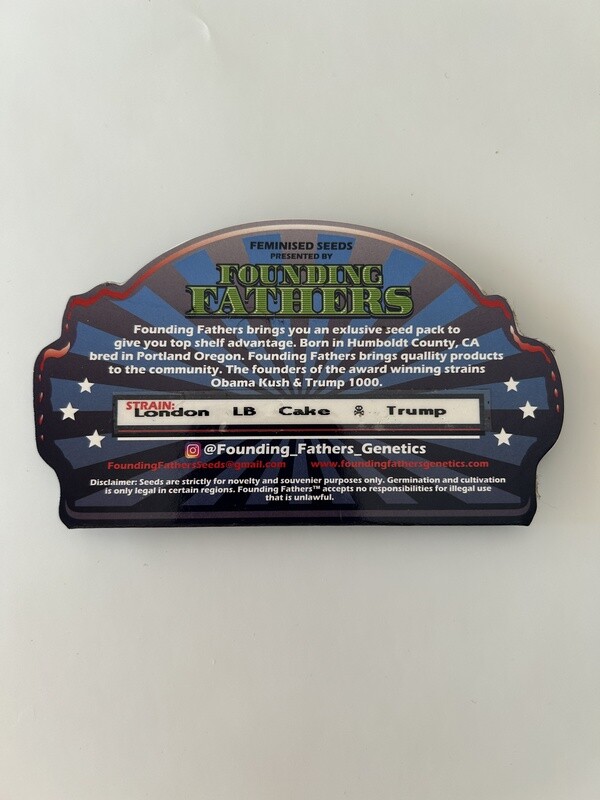 FEMINISED SEEDS
PRESENTED BY
FOUNDING
FATHERS
Founding Fathers brings you an exlusive seed pack to
give you top shelf advantage. Born in Humboldt County, CA
bred in Portland Oregon. Founding Fathers brings quallity products
to the community. The founders of the award winning strains
Obama Kush & Trump 1000.
STRAIN:
London LB Cake ☠ Trump
@Founding_Fathers_Genetics
FoundingFathersSeeds@gmail.com www.foundingfathersgenetics.com
Disclaimer: Seeds are strictly for novelty and souvenier purposes only. Germination and cultivation
is only legal in certain regions. Founding Fathers™ accepts no responsibilities for illegal use
that is unlawful.